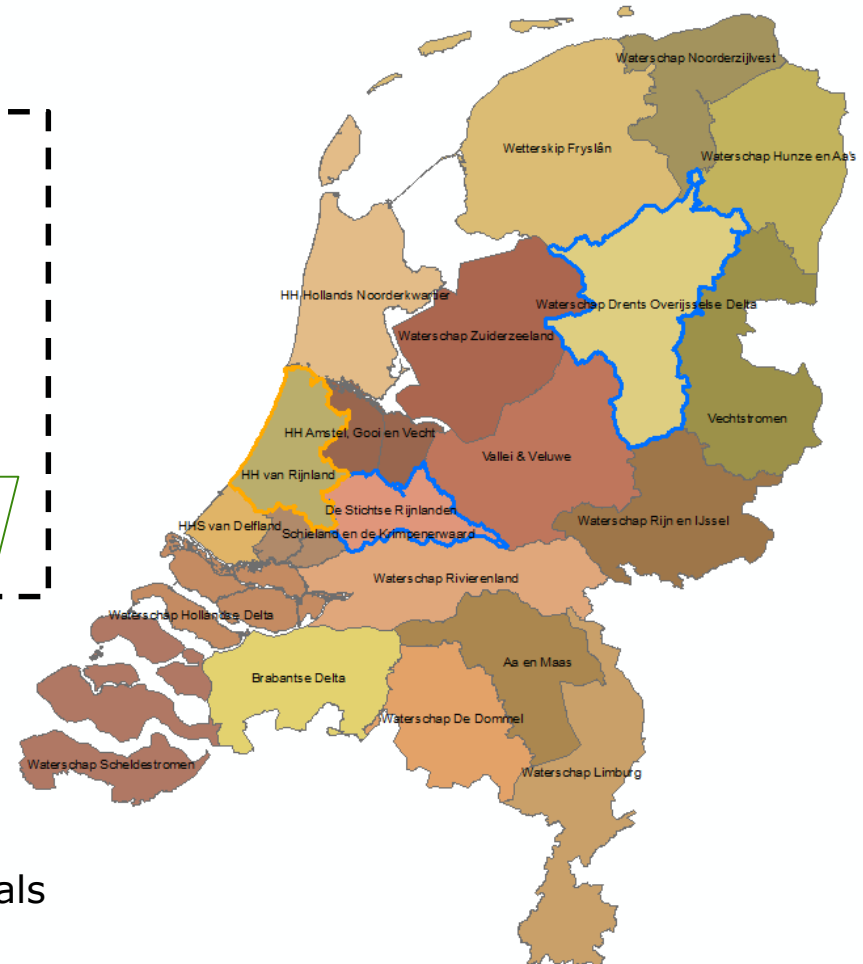 Waterschap Noorderzijlvest
Wetterskip Fryslân
Waterschap Hunze en Aa's
HH Hollands Noorderkwartier
Waterschap Drents Overijsselse Delta
Waterschap Zuiderzeeland
Vechtstromen
HH Amstel, Gooi en Vecht
Vallei & Veluwe
HH van Rijnland
De Stichtse Rijnlanden
Waterschap Rijn en IJssel
HHS van Delfland
Schieland en de Krimpenerwaard
Waterschap Rivierenland
Waterschap Hollandse Delta
Aa en Maas
Brabantse Delta
Waterschap De Dommel
Waterschap Scheldestromen
Waterschap Limburg
als